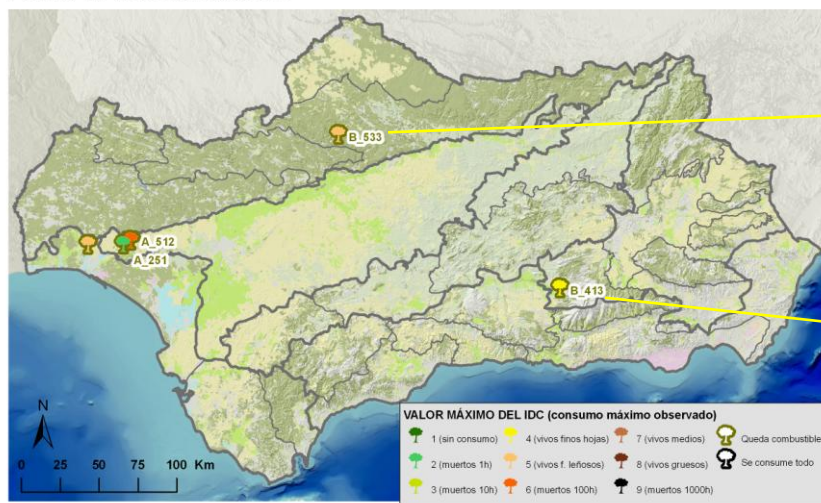 B_533
A_512
A_251
B_413
N
0 25 50 100 Km
VALOR MÁXIMO DEL IDC (consumo máximo observado)
1 (sin consumo) 4 (vivos finos hojas) 7 (vivos medios) Queda combustible
2 (muertos 1h) 5 (vivos f. leñosos) 8 (vivos gruesos) Se consume todo
3 (muertos 10h) 6 (muertos 100h) 9 (muertos 1000h)